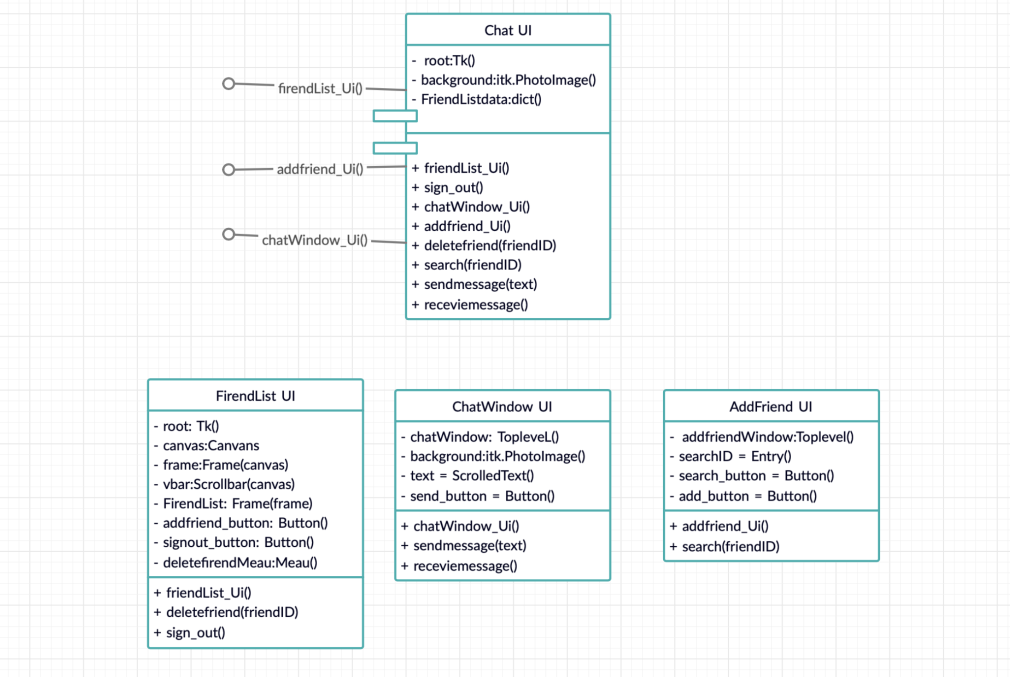 Chat UI
- root:Tk()
- background:itk.PhotoImage()
- FriendListdata:dict()
firendList_Ui()
addfriend_Ui()
chatWindow_Ui()
+ friendList_Ui()
+ sign_out()
+ chatWindow_Ui()
+ addfriend_Ui()
+ deletefriend(friendID)
+ search(friendID)
+ sendmessage(text)
+ receviemessage()
FirendList UI
- root: Tk()
- canvas:Canvans
- frame:Frame(canvas)
- vbar:Scrollbar(canvas)
- FirendList: Frame(frame)
- addfriend_button: Button()
- signout_button: Button()
- deletefirendMeau:Meau()
+ friendList_Ui()
+ deletefriend(friendID)
+ sign_out()
ChatWindow UI
- chatWindow: TopleveL()
- background:itk.PhotoImage()
- text = ScrolledText()
- send_button = Button()
+ chatWindow_Ui()
+ sendmessage(text)
+ receviemessage()
AddFriend UI
- addfriendWindow:Toplevel()
- searchID = Entry()
- search_button = Button()
- add_button = Button()
+ addfriend_Ui()
+ search(friendID)